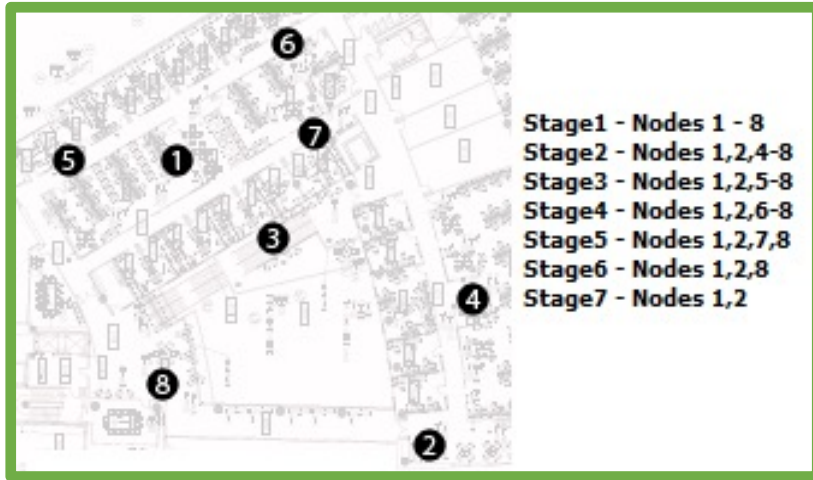 6
7
5
1
3
4
8
2
Stage1 - Nodes 1 - 8
Stage2 - Nodes 1,2,4-8
Stage3 - Nodes 1,2,5-8
Stage4 - Nodes 1,2,6-8
Stage5 - Nodes 1,2,7,8
Stage6 - Nodes 1,2,8
Stage7 - Nodes 1,2